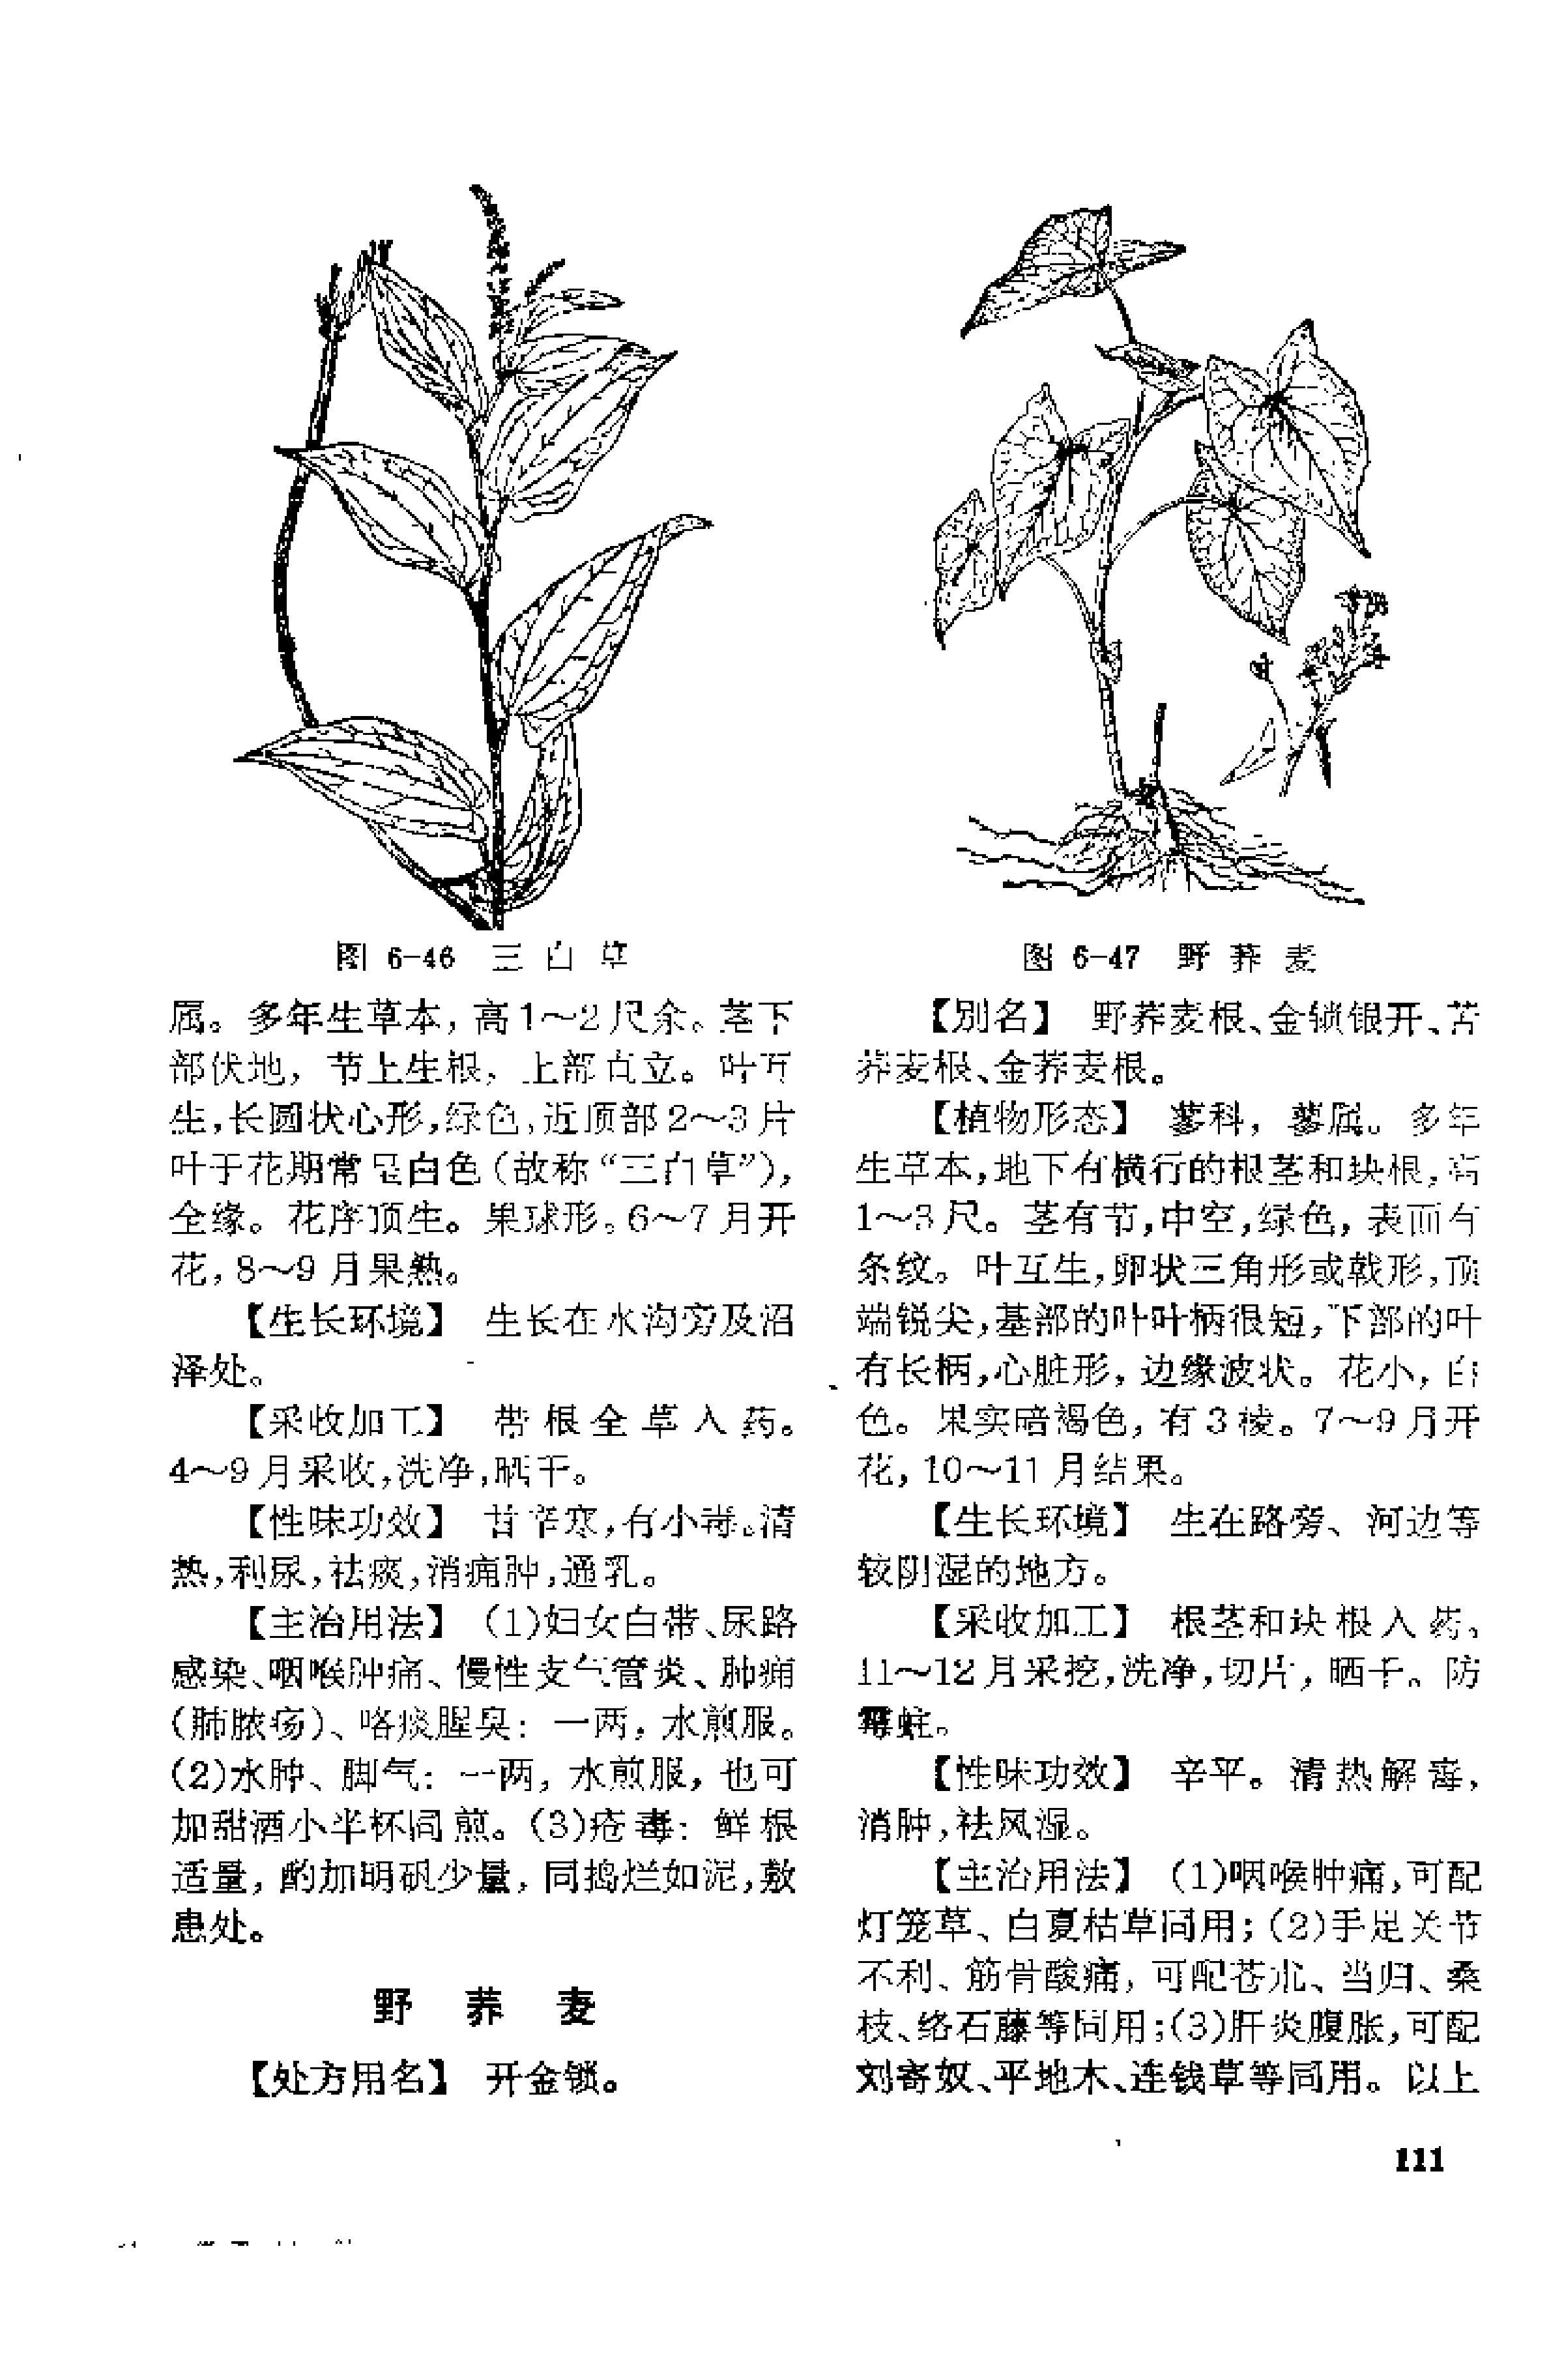 图 6-46 三白草
属。多年生草本，高1～2尺余。茎下
部伏地，节上生根，上部直立。叶互
生，长圆状心形，绿色，近顶部2～3片
叶于花期常呈白色（故称“三白草”），
全缘。花序顶生。果球形。6～7月开
花，8～9月果熟。
【生长环境】 生长在水沟旁及沼
泽处。
【采收加工】 带根全草入药。
4～9月采收，洗净，晒干。
【性味功效】 甘辛寒，有小毒。清
热，利尿，祛痰，消痈肿，通乳。
【主治用法】 (1)妇女白带、尿路
感染、咽喉肿痛、慢性支气管炎、肺痈
（肺脓疡）、咯痰腥臭：一两，水煎服。
(2)水肿、脚气：一两，水煎服，也可
加甜酒小半杯同煎。(3)疮毒：鲜根
适量，酌加明矾少量，同捣烂如泥，敷
患处。
野荞麦
【处方用名】 开金锁。
图 6-47 野荞麦
【别名】 野荞麦根、金锁银开、苦
荞麦根、金荞麦根。
【植物形态】 蓼科，蓼属。多年
生草本，地下有横行的根茎和块根，高
1～3尺。茎有节，中空，绿色，表面有
条纹。叶互生，卵状三角形或戟形，顶
端锐尖，基部的叶叶柄很短，下部的叶
有长柄，心脏形，边缘波状。花小，白
色。果实暗褐色，有3棱。7～9月开
花，10～11月结果。
【生长环境】 生在路旁、河边等
较阴湿的地方。
【采收加工】 根茎和块根入药，
11～12月采挖，洗净，切片，晒干。防
霉蛀。
【性味功效】 辛平。清热解毒，
消肿，祛风湿。
【主治用法】 (1)咽喉肿痛，可配
灯笼草、白夏枯草同用；(2)手足关节
不利、筋骨酸痛，可配苍朮、当归、桑
枝、络石藤等同用；(3)肝炎腹胀，可配
刘寄奴、平地木、连钱草等同用。以上
111